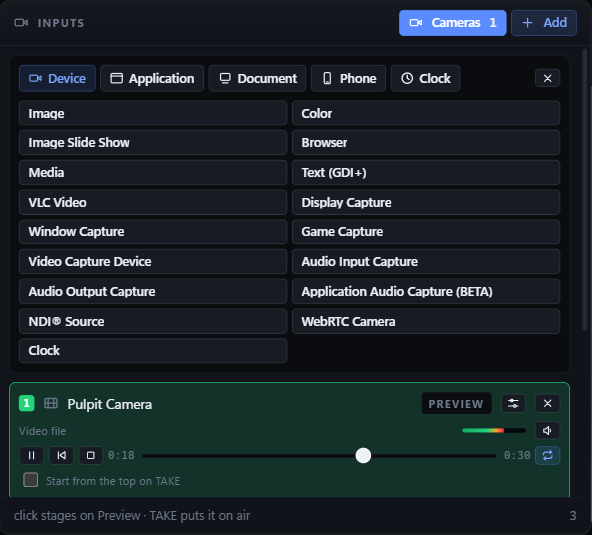 INPUTS
Cameras 1
+ Add
Device Application Document Phone Clock
Image Color
Image Slide Show Browser
Media Text (GDI+)
VLC Video Display Capture
Window Capture Game Capture
Video Capture Device Audio Input Capture
Audio Output Capture Application Audio Capture (BETA)
NDI® Source WebRTC Camera
Clock
1 Pulpit Camera PREVIEW
Video file
0:18 0:30
Start from the top on TAKE
click stages on Preview · TAKE puts it on air 3